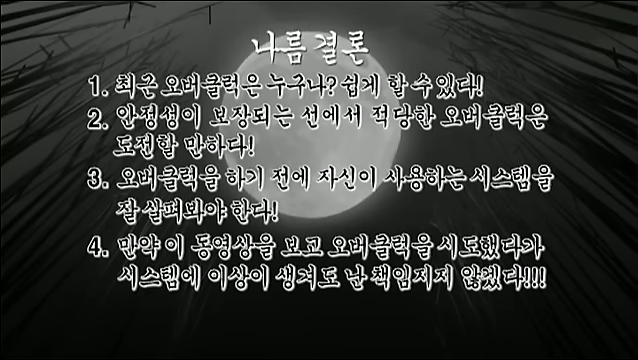 나름 결론
1. 최근 오버클럭은 누구나? 쉽게 할 수 있다!
2. 안정성이 보장되는 선에서 적당한 오버클럭은
도전할 만하다!
3. 오버클럭을 하기 전에 자신이 사용하는 시스템을
잘 살펴봐야 한다!
4. 만약 이 동영상을 보고 오버클럭을 시도했다가
시스템에 이상이 생겨도 난 책임지지 않겠다!!!